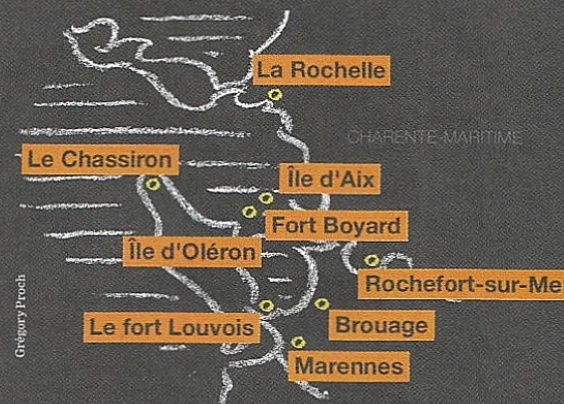 La Rochelle
CHARENTE-MARITIME
Le Chassiron
Île d'Aix
Fort Boyard
Île d'Oléron
Rochefort-sur-Me
Le fort Louvois
Brouage
Marennes
Grégory Proch